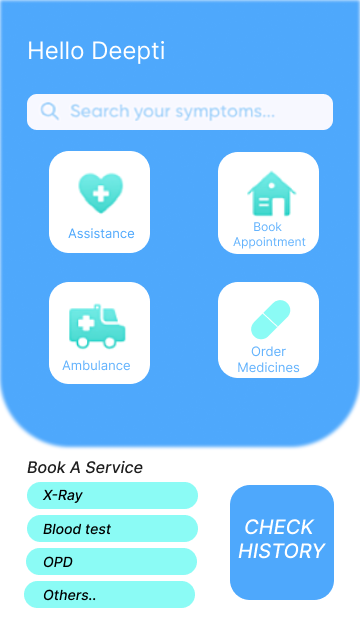 Hello Deepti
Search your symptoms...
Assistance
Book
Appointment
Ambulance
Order
Medicines
Book A Service
X-Ray
Blood test
OPD
Others..
CHECK
HISTORY